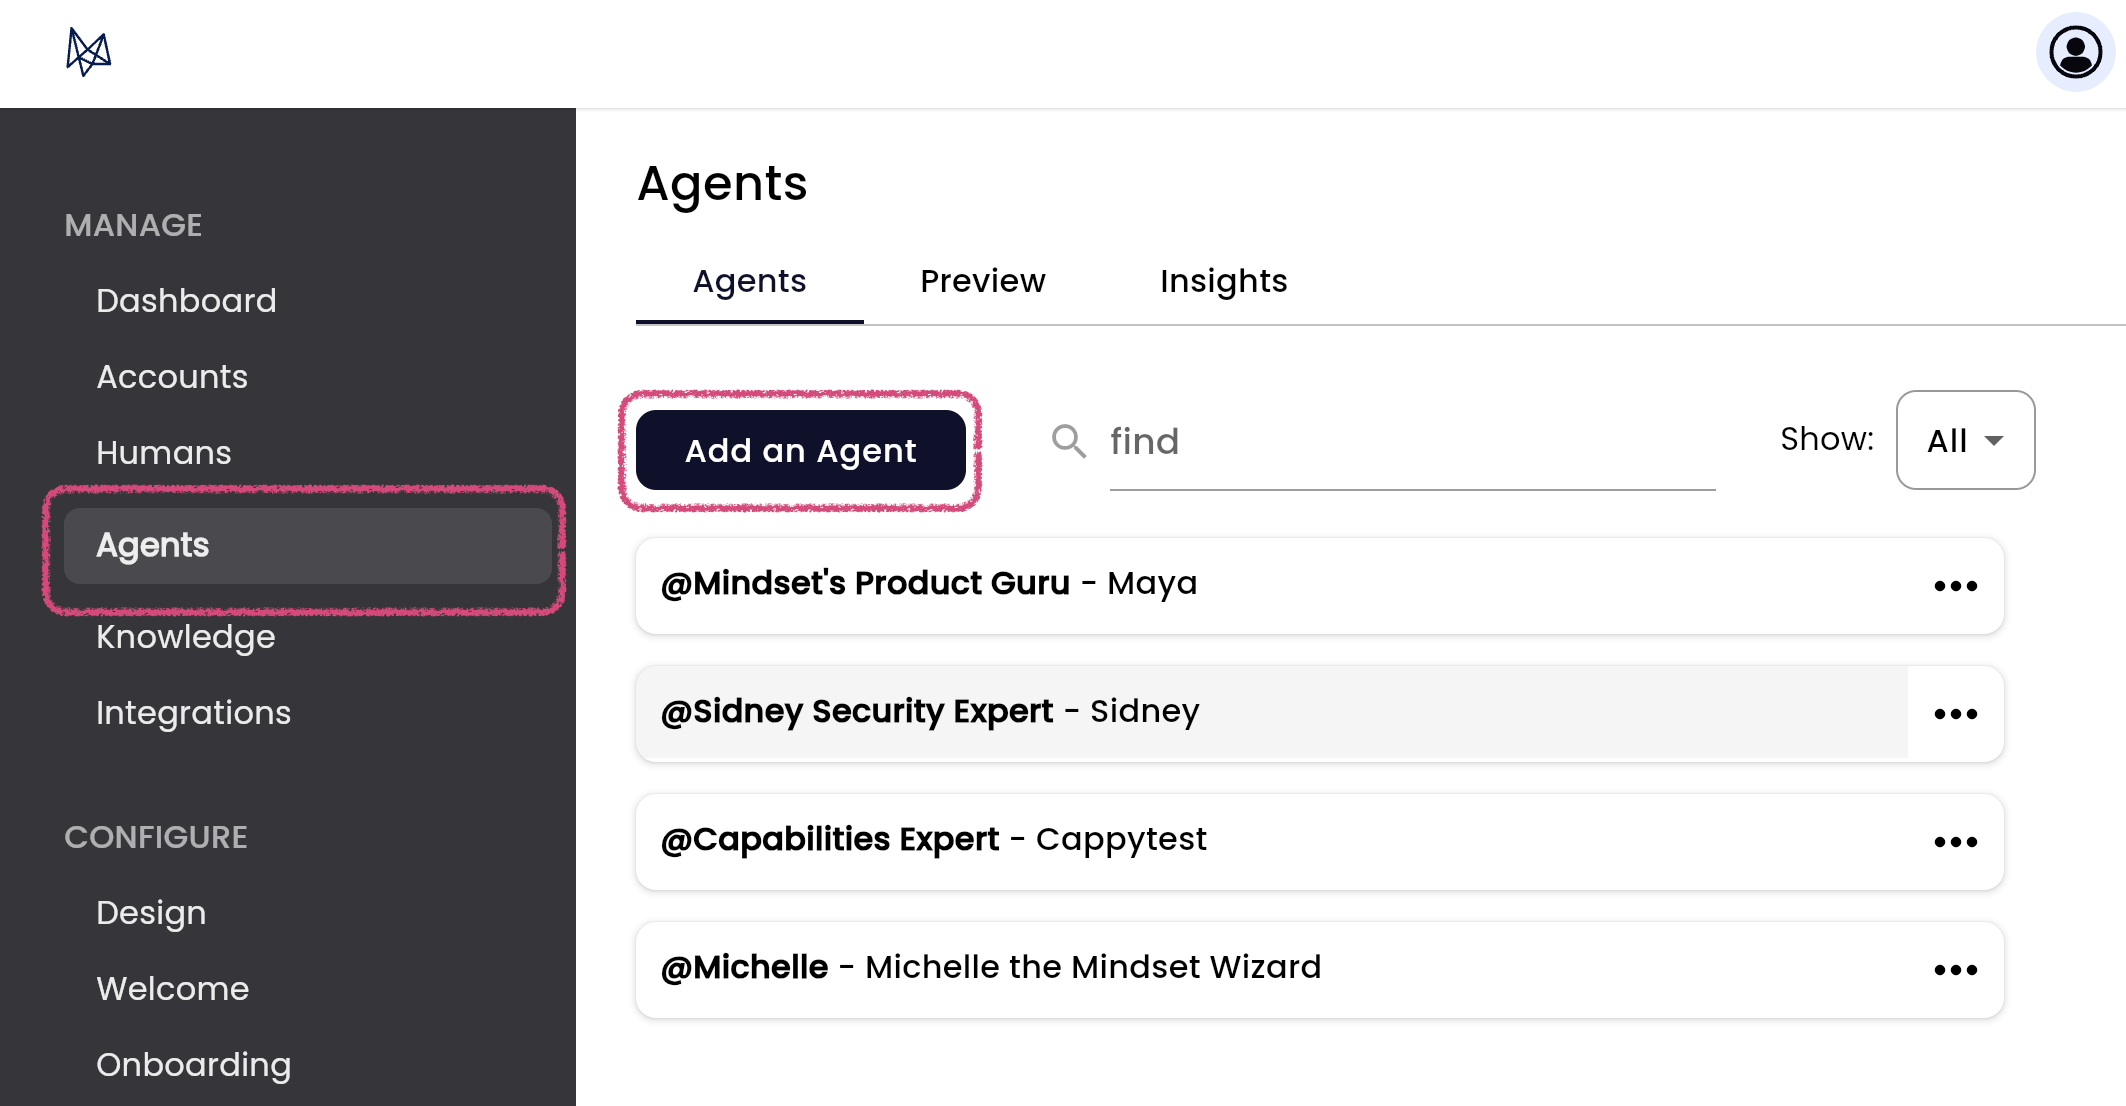 MANAGE
Dashboard
Accounts
Humans
Agents
Knowledge
Integrations
CONFIGURE
Design
Welcome
Onboarding
Agents
Agents Preview Insights
Add an Agent find Show: All
@Mindset's Product Guru - Maya
@Sidney Security Expert - Sidney
@Capabilities Expert - Cappytest
@Michelle - Michelle the Mindset Wizard